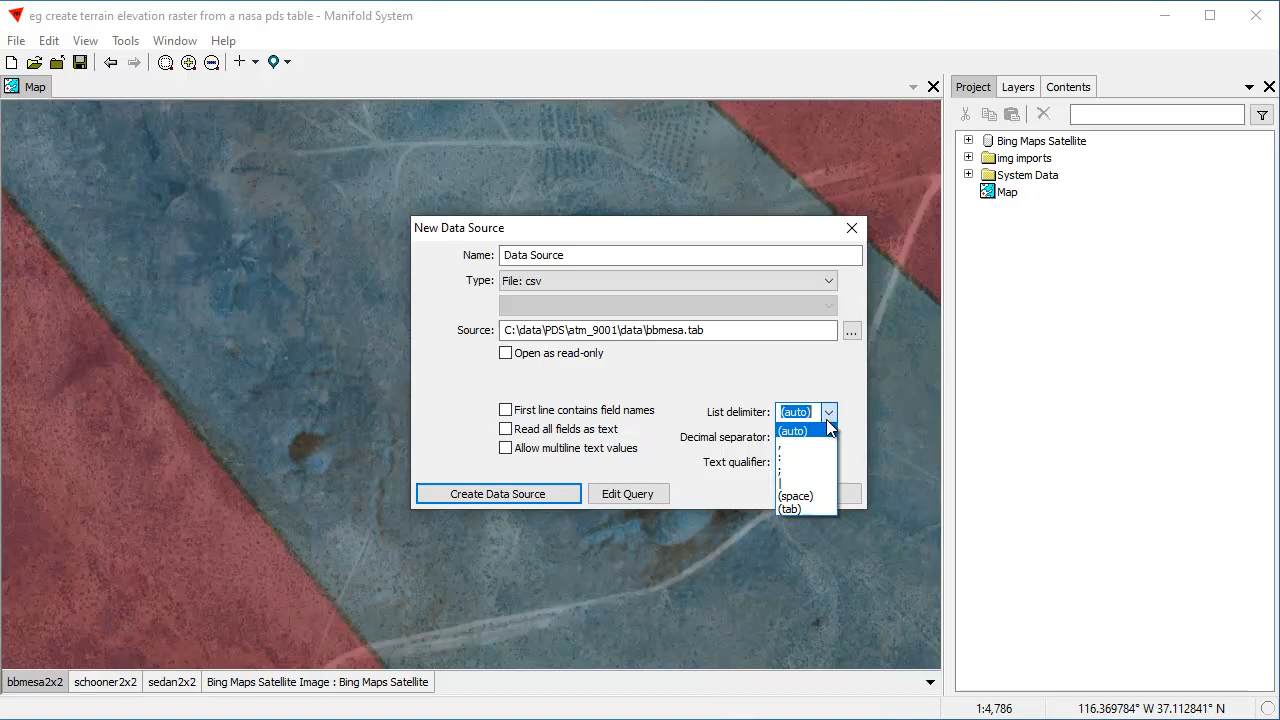 eg create terrain elevation raster from a nasa pds table - Manifold System
File Edit View Tools Window Help
Map
Project Layers Contents
Bing Maps Satellite
img imports
System Data
Map
New Data Source
Name: Data Source
Type: File: csv
Source: C:\data\PDS\atm_9001\data\bbmesa.tab ...
Open as read-only
First line contains field names
Read all fields as text
Allow multiline text values
List delimiter: (auto)
Decimal separator:
Text qualifier:
(auto)
,
:
;
|
(space)
(tab)
Create Data Source Edit Query
bbmesa2x2 schooner2x2 sedan2x2 Bing Maps Satellite Image : Bing Maps Satellite
1:4,786 116.369784° W 37.112841° N